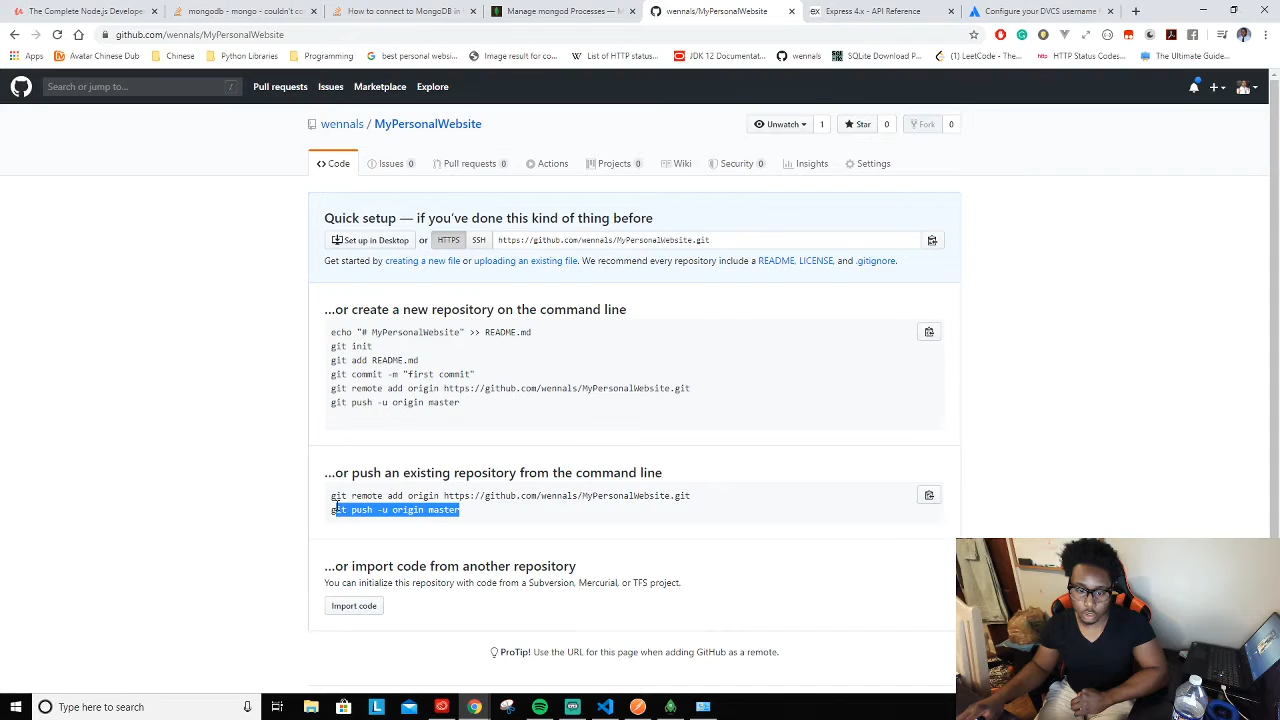 The Complete Node.js Develope
mongodb - mongo - couldn't c
How to connect to MongoDB in
Manage mongod Processes — M
wennals/MyPersonalWebsite
Express 4.x - API Reference
Configure your DVCS username
github.com/wennals/MyPersonalWebsite
Apps
Avatar The Last Air...
Chinese
Python Libraries
Programming
best personal websi...
Image result for co...
List of HTTP status...
JDK 12 Documentati...
wennals
SQLite Download P...
(1) LeetCode - The...
HTTP Status Codes...
The Ultimate Guide...
Search or jump to...
/
Pull requests
Issues
Marketplace
Explore
wennals / MyPersonalWebsite
Unwatch 1
Star 0
Fork 0
Code
Issues 0
Pull requests 0
Actions
Projects 0
Wiki
Security 0
Insights
Settings
Quick setup — if you've done this kind of thing before
Set up in Desktop or HTTPS SSH https://github.com/wennals/MyPersonalWebsite.git
Get started by creating a new file or uploading an existing file. We recommend every repository include a README, LICENSE, and .gitignore.
...or create a new repository on the command line
echo "# MyPersonalWebsite" >> README.md
git init
git add README.md
git commit -m "first commit"
git remote add origin https://github.com/wennals/MyPersonalWebsite.git
git push -u origin master
...or push an existing repository from the command line
git remote add origin https://github.com/wennals/MyPersonalWebsite.git
git push -u origin master
...or import code from another repository
You can initialize this repository with code from a Subversion, Mercurial, or TFS project.
Import code
ProTip! Use the URL for this page when adding GitHub as a remote.
Type here to search